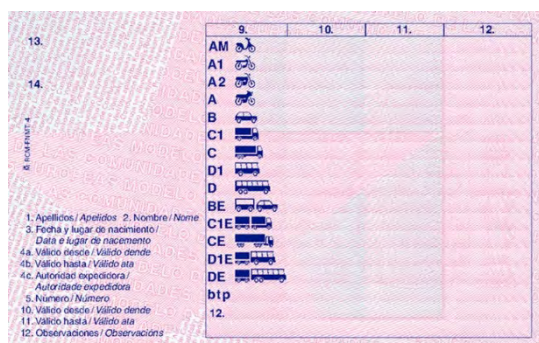 9. 10. 11. 12.
13.
14.
AM
A1
A2
A
B
C1
C
D1
D
BE
C1E
CE
D1E
DE
btp
12.
1. Apellidos / Apelidos 2. Nombre / Nome
3. Fecha y lugar de nacimiento /
Data e lugar de nacemento
4a. Válido desde / Válido dende
4b. Válido hasta / Válido ata
4c. Autoridad expedidora /
Autoridade expedidora
5. Número / Número
10. Válido desde / Válido dende
11. Válido hasta / Válido ata
12. Observaciones / Observacións